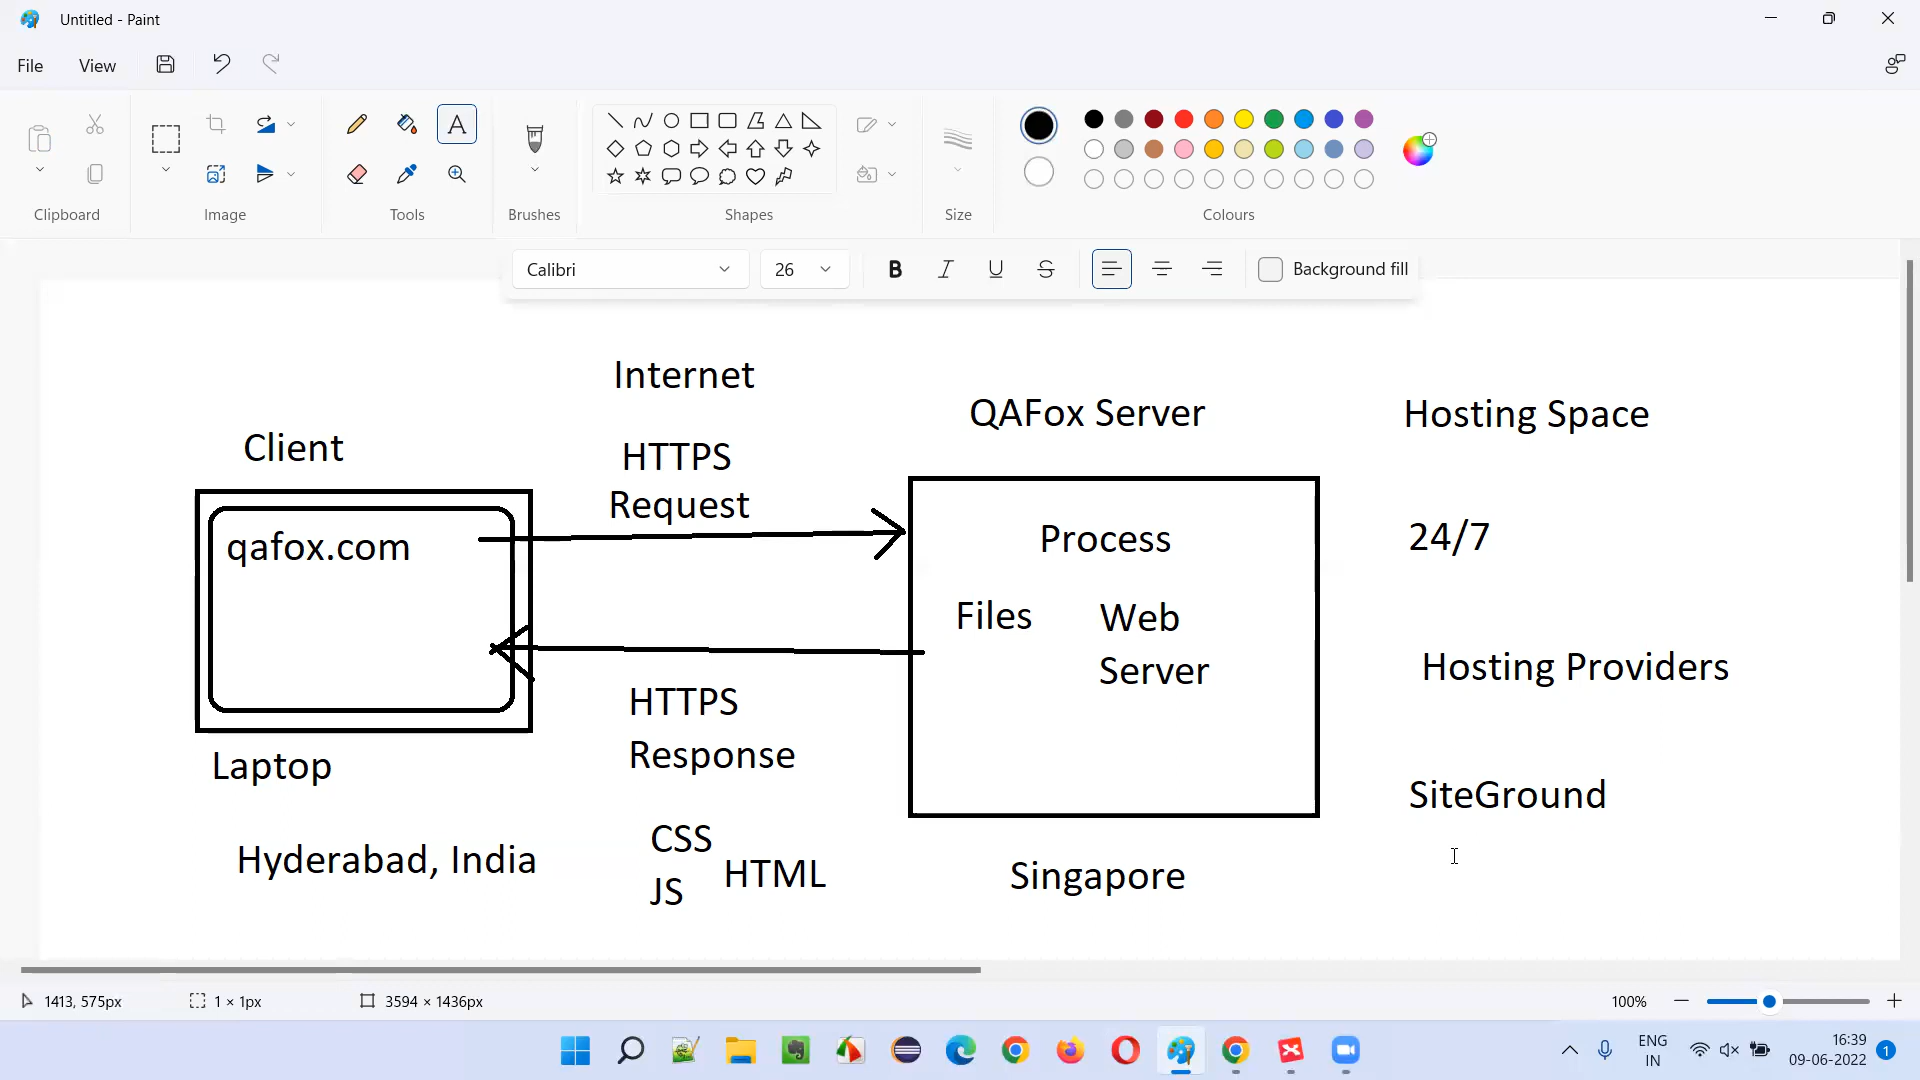 Untitled - Paint
File View
Clipboard
Image
Tools
Brushes
Shapes
Size
Colours
Calibri
26
B I U S
Background fill
Internet
Client
HTTPS
Request
QAFox Server
Hosting Space
qafox.com
Process
24/7
Files
Web
Server
Hosting Providers
HTTPS
Response
Laptop
SiteGround
Hyderabad, India
CSS
JS
HTML
Singapore
1413, 575px
1 × 1px
3594 × 1436px
100%
ENG
IN
16:39
09-06-2022
1